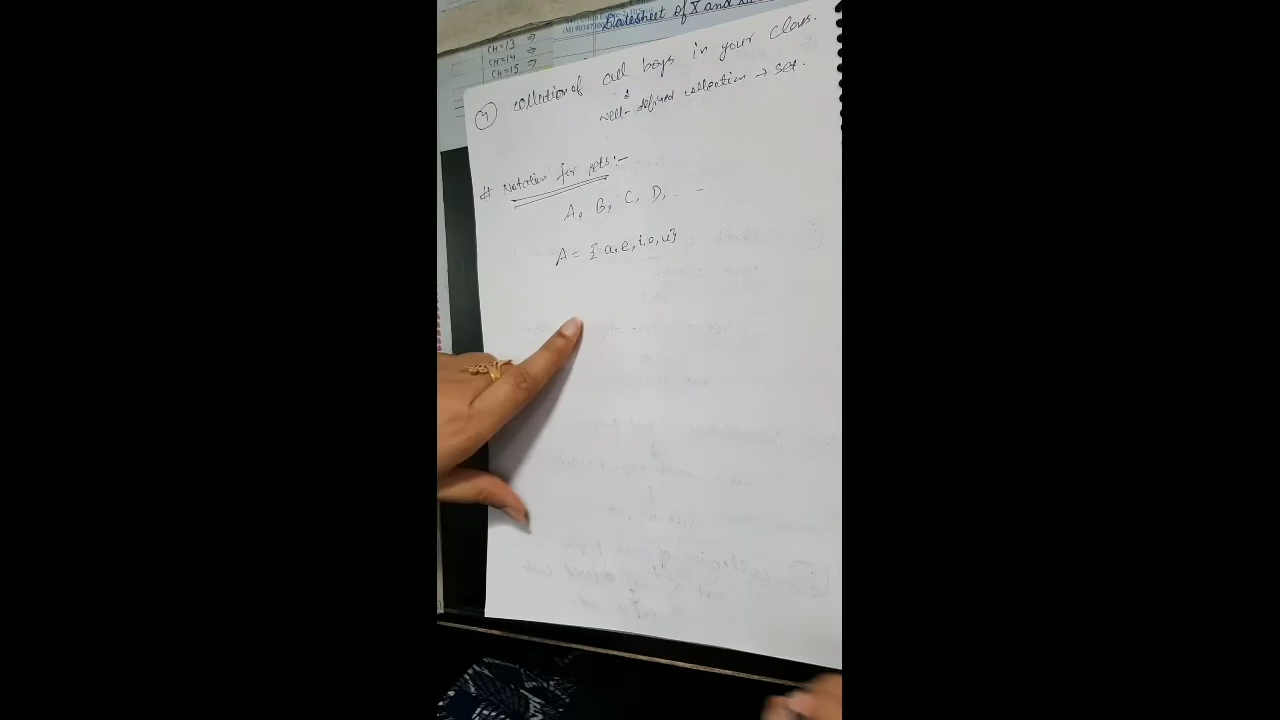 Datesheet of X and
(M) 90347300
CH=13 ⇒
CH=14 ⇒
CH=15 ⇒
collection of all boys in your class.
↓
well-defined collection → set.
# Notation for sets:-
A, B, C, D, . . –
A = {a, e, i, o, u}